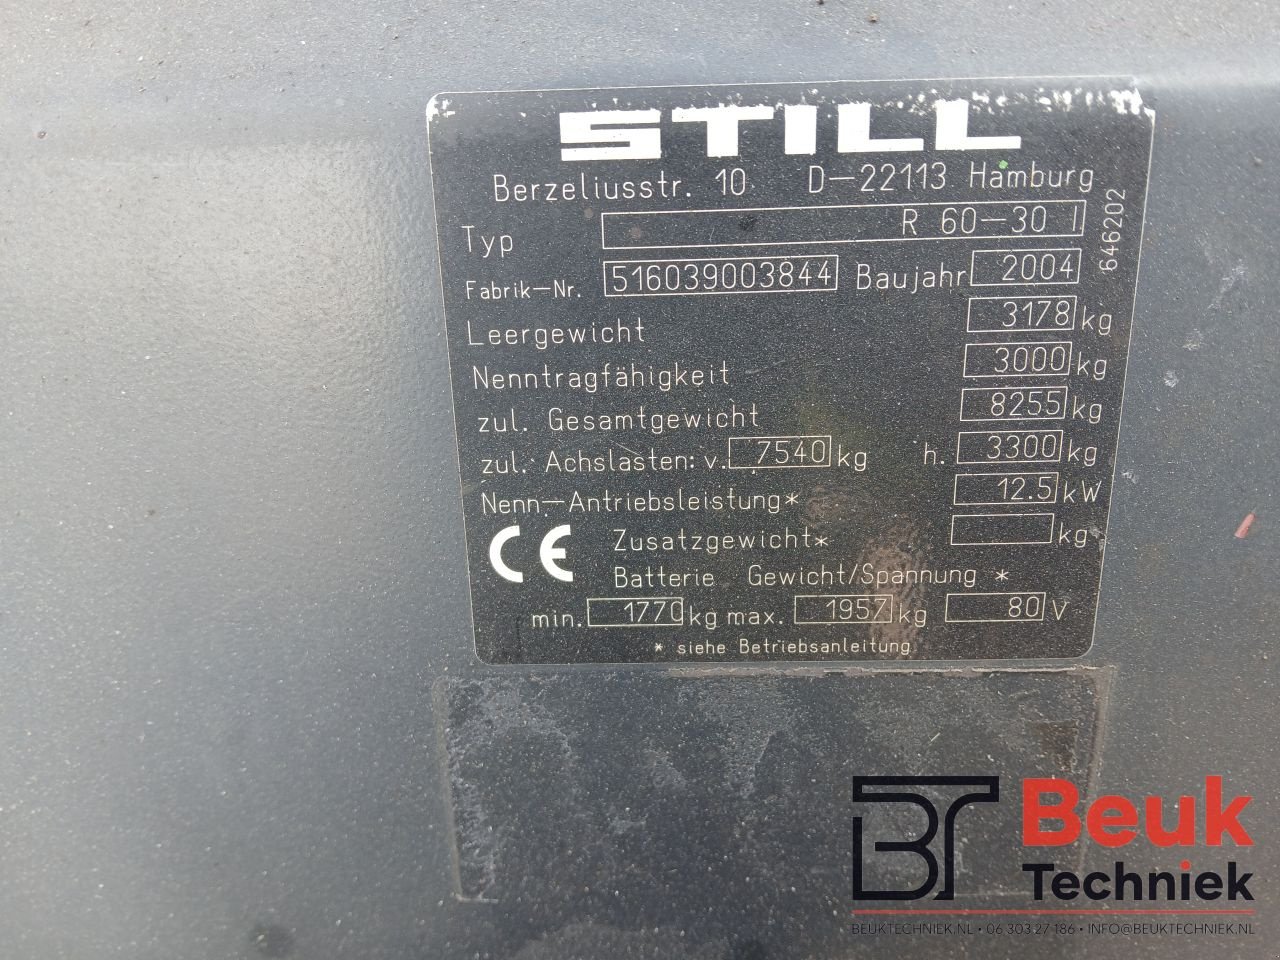 STILL
Berzeliusstr. 10 D-22113 Hamburg
Typ R 60-30 I
646202
Fabrik-Nr. 516039003844 Baujahr 2004
Leergewicht 3178 kg
Nenntragfähigkeit 3000 kg
zul. Gesamtgewicht 8255 kg
zul. Achslasten: v. 7540 kg h. 3300 kg
Nenn-Antriebsleistung* 12.5 kW
CE Zusatzgewicht* kg
Batterie Gewicht/Spannung *
min. 1770 kg max. 1957 kg 80 V
* siehe Betriebsanleitung
BT Beuk
Techniek
BEUKTECHNIEK.NL • 06 303 27 186 • INFO@BEUKTECHNIEK.NL